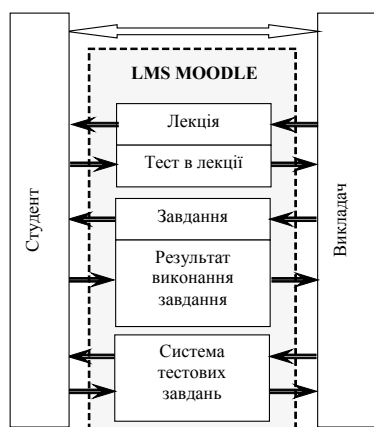 LMS MOODLE
Лекція
Тест в лекції
Завдання
Результат
виконання
завдання
Система
тестових
завдань
Студент
Викладач